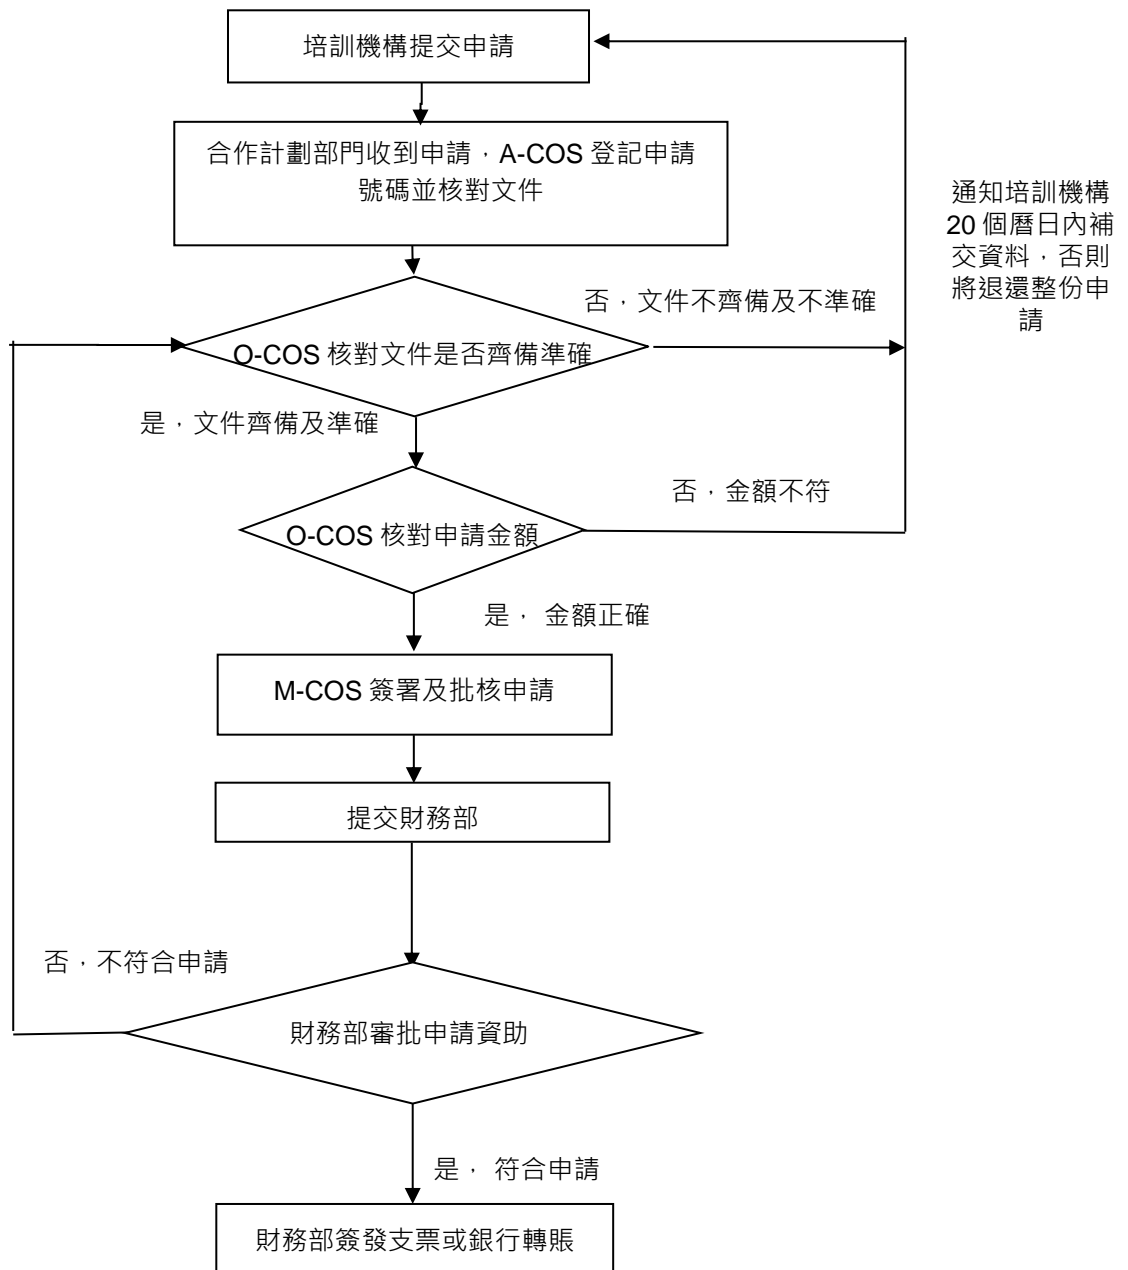 培訓機構提交申請
合作計劃部門收到申請，A-COS 登記申請
號碼並核對文件
通知培訓機構
20 個曆日內補
交資料，否則
將退還整份申
請
否，文件不齊備及不準確
O-COS 核對文件是否齊備準確
是，文件齊備及準確
否，金額不符
O-COS 核對申請金額
是， 金額正確
M-COS 簽署及批核申請
提交財務部
否，不符合申請
財務部審批申請資助
是， 符合申請
財務部簽發支票或銀行轉賬